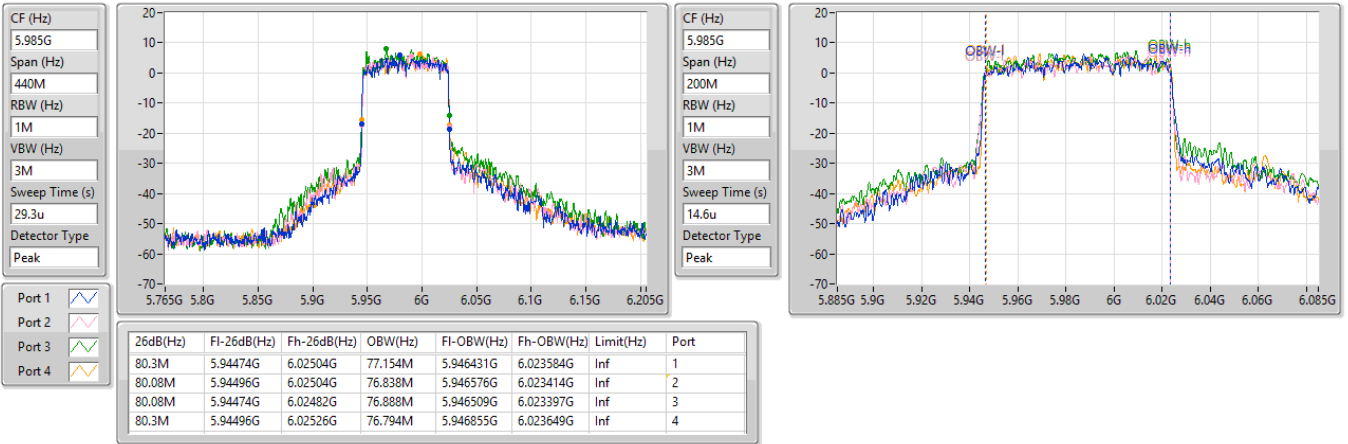 CF (Hz)
5.985G
Span (Hz)
440M
RBW (Hz)
1M
VBW (Hz)
3M
Sweep Time (s)
29.3u
Detector Type
Peak
20
10
0
-10
-20
-30
-40
-50
-60
-70
5.765G 5.8G 5.85G 5.9G 5.95G 6G 6.05G 6.1G 6.15G 6.205G
CF (Hz)
5.985G
Span (Hz)
200M
RBW (Hz)
1M
VBW (Hz)
3M
Sweep Time (s)
14.6u
Detector Type
Peak
20
10
0
-10
-20
-30
-40
-50
-60
-70
OBW-l OBW-h
5.885G 5.9G 5.92G 5.94G 5.96G 5.98G 6G 6.02G 6.04G 6.06G 6.085G
Port 1
Port 2
Port 3
Port 4
26dB(Hz) Fl-26dB(Hz) Fh-26dB(Hz) OBW(Hz) Fl-OBW(Hz) Fh-OBW(Hz) Limit(Hz) Port
80.3M 5.94474G 6.02504G 77.154M 5.946431G 6.023584G Inf 1
80.08M 5.94496G 6.02504G 76.838M 5.946576G 6.023414G Inf 2
80.08M 5.94474G 6.02482G 76.888M 5.946509G 6.023397G Inf 3
80.3M 5.94496G 6.02526G 76.794M 5.946855G 6.023649G Inf 4